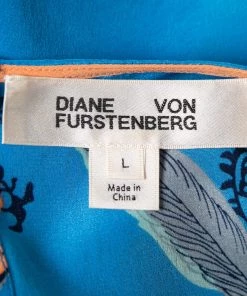 DIANE VON
FURSTENBERG
L
Made in
China